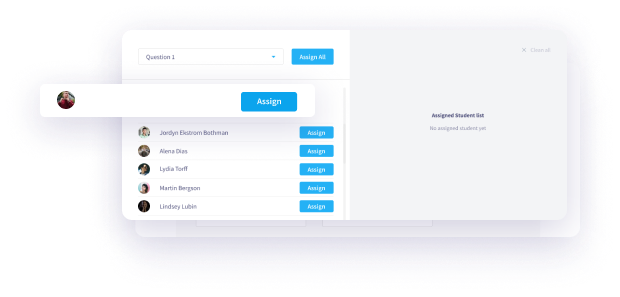 Question 1
Assign All
Clear all
Assign
Assigned Student list
No assigned student yet
Jordyn Ekstrom Bothman
Assign
Alena Dias
Assign
Lydia Torff
Assign
Martin Bergson
Assign
Lindsey Lubin
Assign